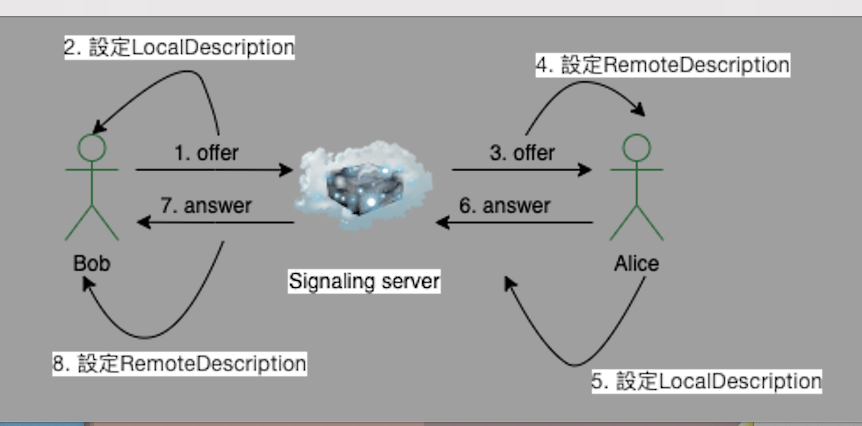 2. 設定LocalDescription
4. 設定RemoteDescription
1. offer
3. offer
7. answer
6. answer
Bob
Signaling server
Alice
8. 設定RemoteDescription
5. 設定LocalDescription